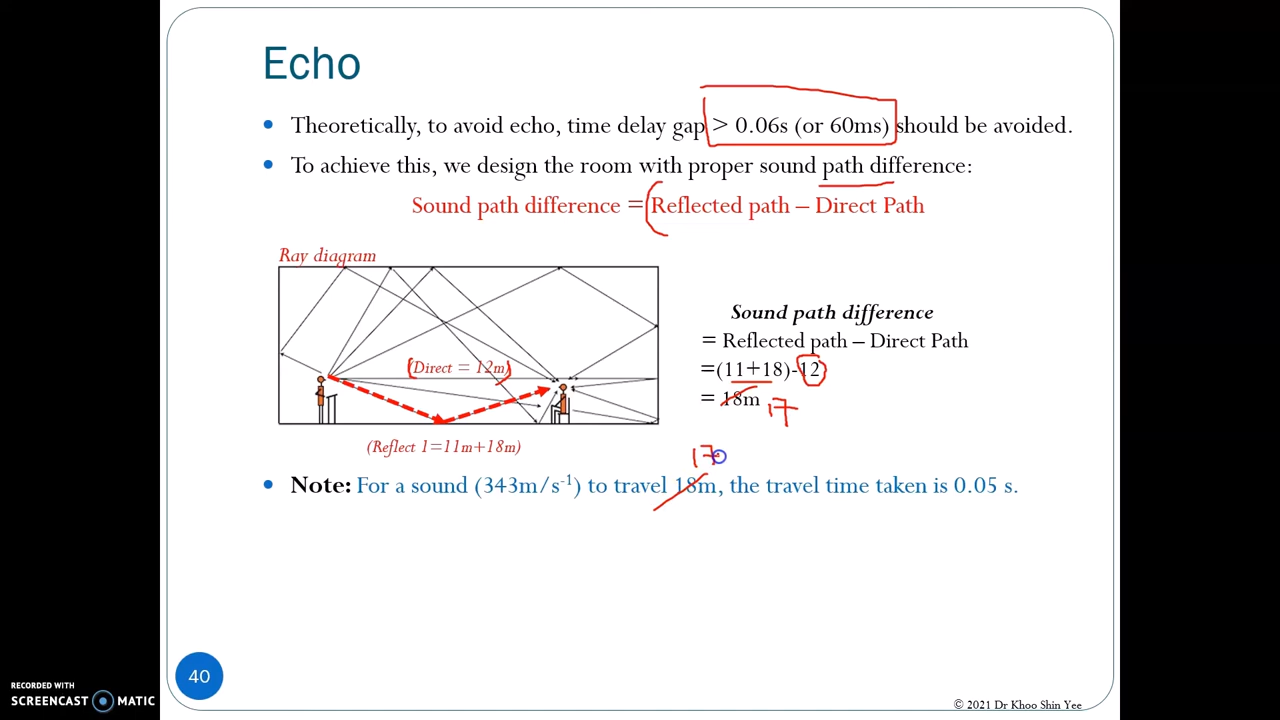 Echo
• Theoretically, to avoid echo, time delay gap > 0.06s (or 60ms) should be avoided.
• To achieve this, we design the room with proper sound path difference:
Sound path difference = Reflected path – Direct Path
Ray diagram
(Direct = 12m)
(Reflect 1=11m+18m)
Sound path difference
= Reflected path – Direct Path
=(11+18)-12
= 18m
17
17
• Note: For a sound (343m/s-1) to travel 18m, the travel time taken is 0.05 s.
40
RECORDED WITH
SCREENCAST MATIC
© 2021 Dr Khoo Shin Yee